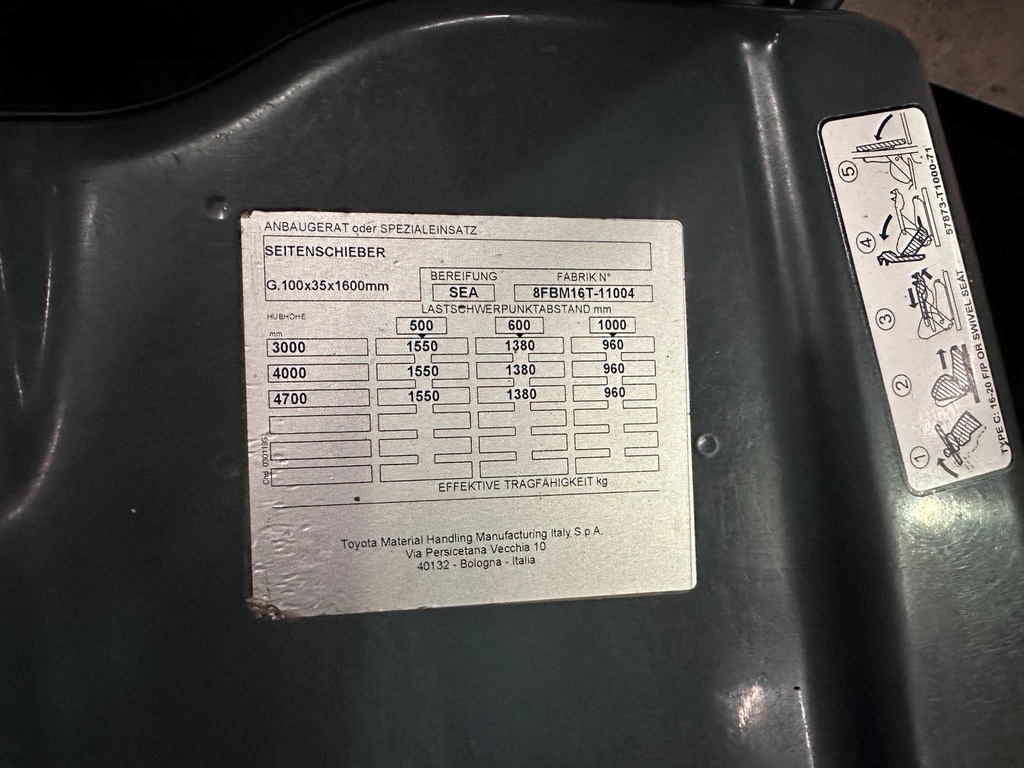 ANBAUGERAT oder SPEZIALEINSATZ
SEITENSCHIEBER
G.100x35x1600mm
BEREIFUNG FABRIK N°
SEA 8FBM16T-11004
LASTSCHWERPUNKTABSTAND mm
HUBHÖHE
mm
500 600 1000
3000 1550 1380 960
4000 1550 1380 960
4700 1550 1380 960
EFFEKTIVE TRAGFÄHIGKEIT kg
Toyota Material Handling Manufacturing Italy S.p.A.
Via Persicetana Vecchia 10
40132 - Bologna - Italia
1 2 3 4 5
TYPE C: 16-20 F/P OR SWIVEL SEAT
57873-T1000-71